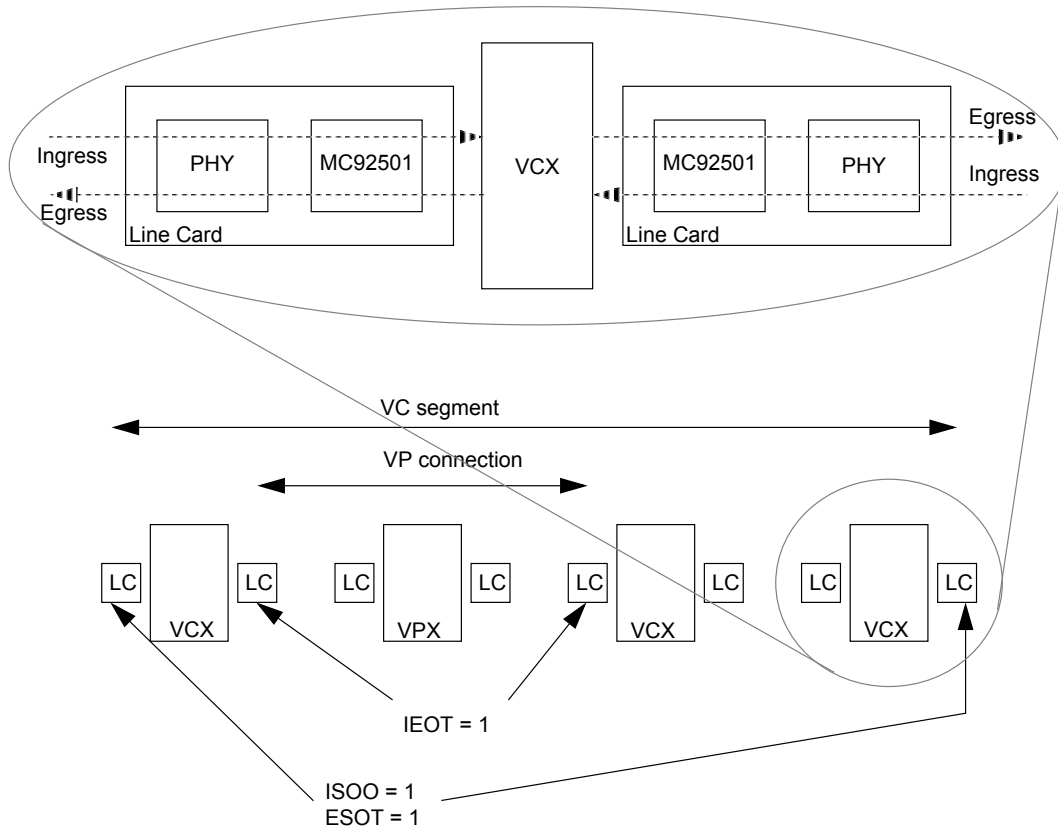 Egress
Ingress
PHY
MC92501
VCX
MC92501
PHY
Ingress
Egress
Line Card
Line Card
VC segment
VP connection
LC
LC
LC
LC
LC
LC
LC
LC
VCX
VPX
VCX
VCX
IEOT = 1
ISOO = 1
ESOT = 1